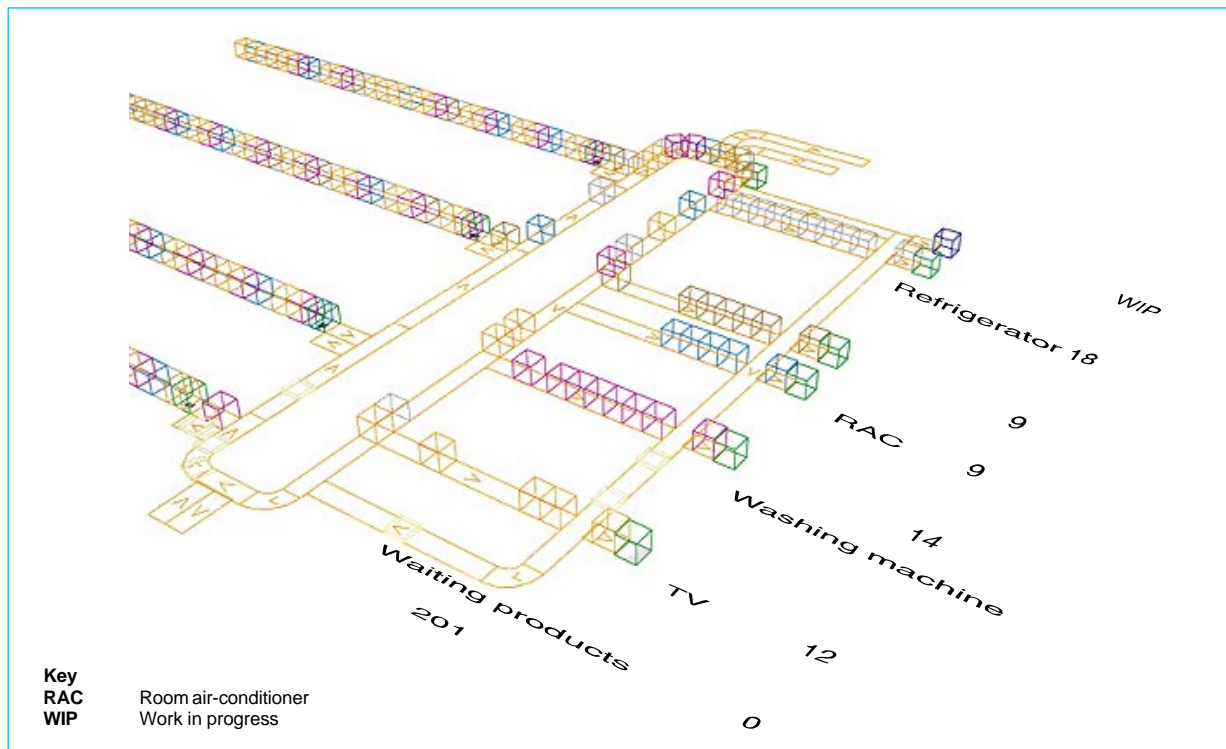 WIP
Refrigerator 18
9
RAC
9
Washing machine
14
TV
12
Waiting products
201
0
Key
RAC Room air-conditioner
WIP Work in progress